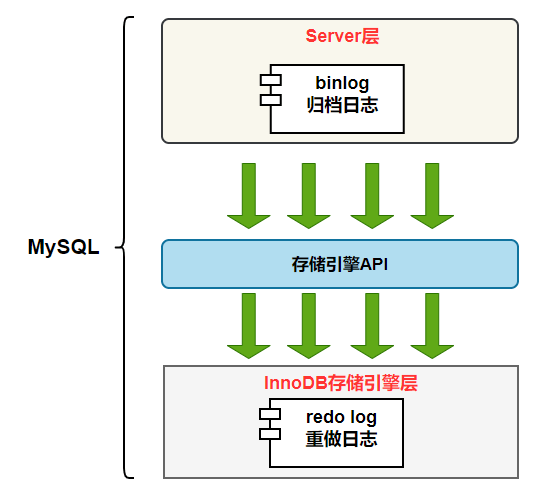 Server层
binlog
归档日志
MySQL
存储引擎API
InnoDB存储引擎层
redo log
重做日志